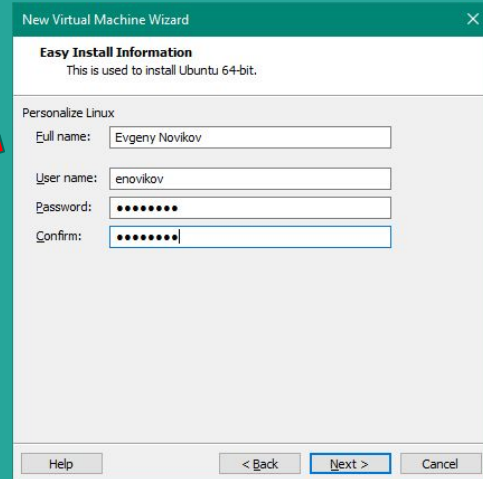 New Virtual Machine Wizard
Easy Install Information
This is used to install Ubuntu 64-bit.
Personalize Linux
Full name: Evgeny Novikov
User name: enovikov
Password: ●●●●●●●●
Confirm: ●●●●●●●●
Help < Back Next > Cancel